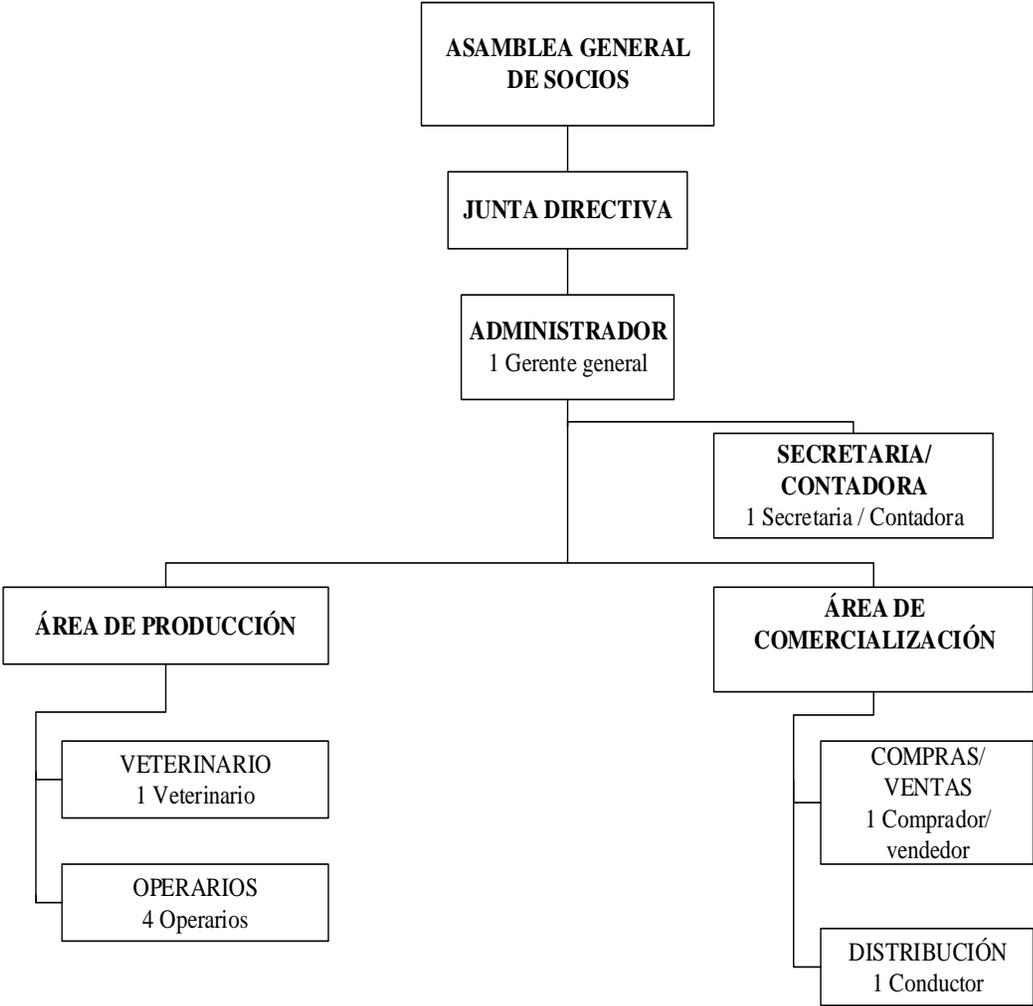 ASAMBLEA GENERAL
DE SOCIOS
JUNTA DIRECTIVA
ADMINISTRADOR
1 Gerente general
SECRETARIA/
CONTADORA
1 Secretaria / Contadora
ÁREA DE PRODUCCIÓN
VETERINARIO
1 Veterinario
OPERARIOS
4 Operarios
ÁREA DE
COMERCIALIZACIÓN
COMPRAS/
VENTAS
1 Comprador/
vendedor
DISTRIBUCIÓN
1 Conductor